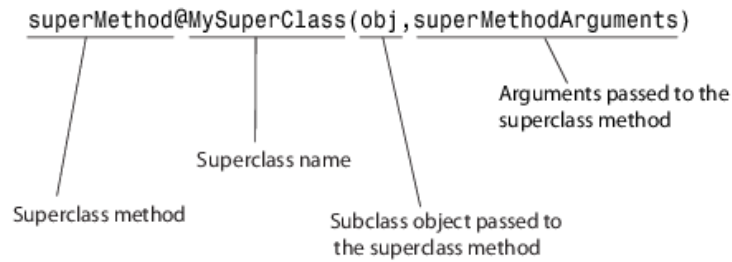 superMethod@MySuperClass(obj,superMethodArguments)
Arguments passed to the
superclass method
Superclass name
Superclass method
Subclass object passed to
the superclass method